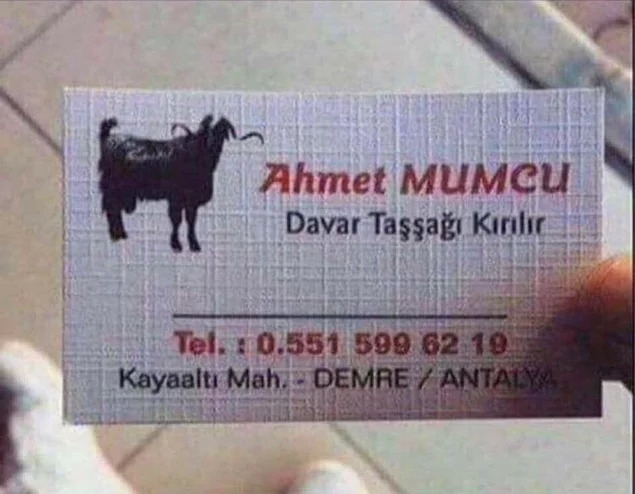 Ahmet MUMCU
Davar Taşşağı Kırılır
Tel. : 0.551 599 62 19
Kayaaltı Mah. - DEMRE / ANTALYA